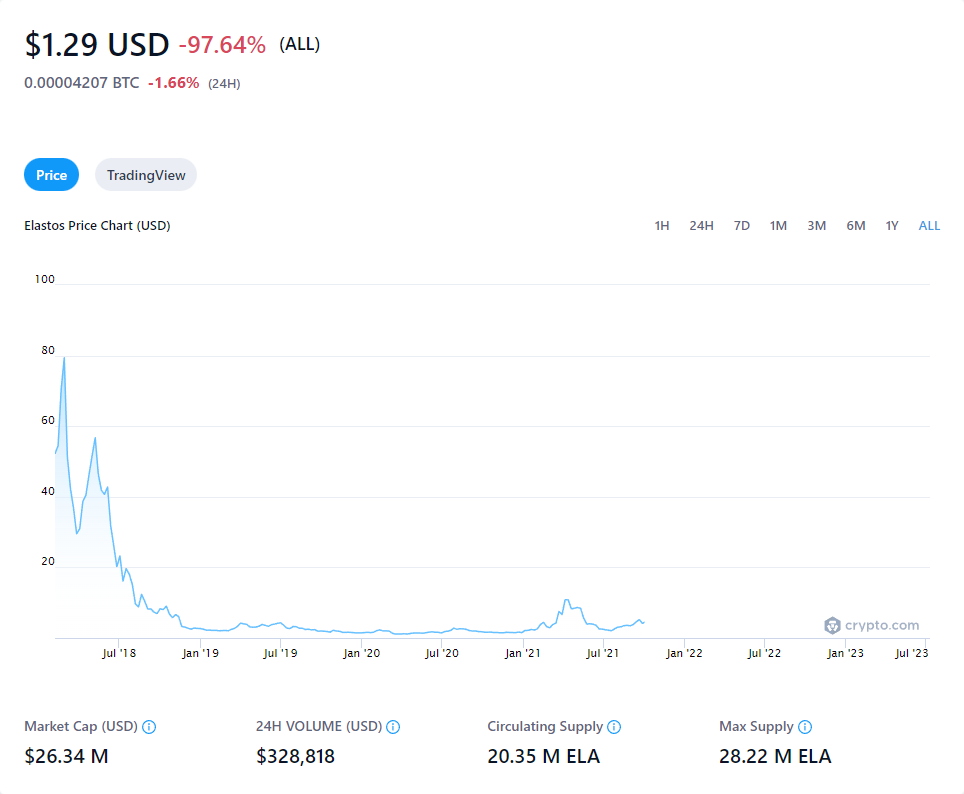 $1.29 USD -97.64% (ALL)
0.00004207 BTC -1.66% (24H)
Price TradingView
Elastos Price Chart (USD) 1H 24H 7D 1M 3M 6M 1Y ALL
100
80
60
40
20
crypto.com
Jul '18 Jan '19 Jul '19 Jan '20 Jul '20 Jan '21 Jul '21 Jan '22 Jul '22 Jan '23 Jul '23
Market Cap (USD) 24H VOLUME (USD) Circulating Supply Max Supply
$26.34 M $328,818 20.35 M ELA 28.22 M ELA